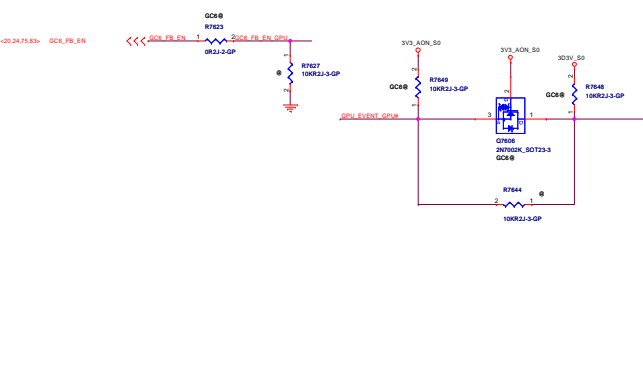 GC6⊕
R7623
<20,24,75,83> GC6_FB_EN
GC6_FB_EN 1 2 GC6_FB_EN_GPU
0R2J-2-GP
1
R7627
10KR2J-3-GP
2
3V3_AON_S0
3V3_AON_S0
3D3V_S0
2
R7649
10KR2J-3-GP
GC6⊕
1
2
R7648
10KR2J-3-GP
GC6⊕
1
GPU_EVENT_GPU#
3
2
1
G
S
D
Q7606
2N7002K_SOT23-3
GC6⊕
R7644
2 1
10KR2J-3-GP